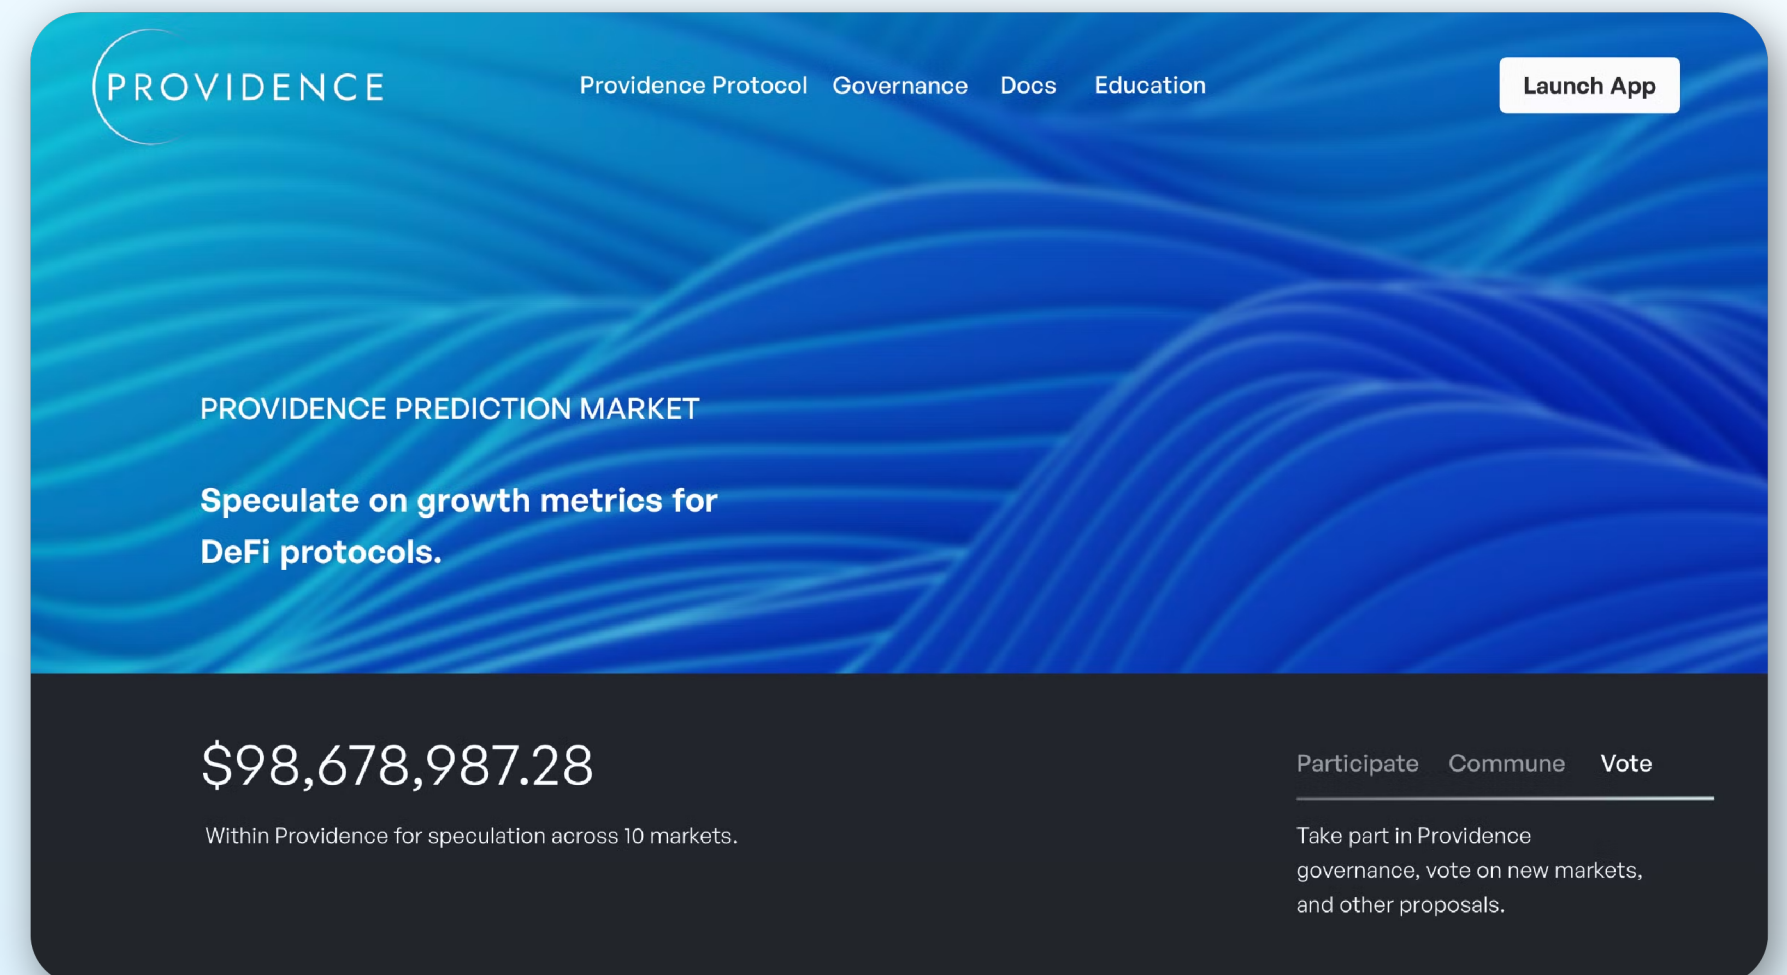 PROVIDENCE
Providence Protocol Governance Docs Education
Launch App
PROVIDENCE PREDICTION MARKET
Speculate on growth metrics for
DeFi protocols.
$98,678,987.28
Within Providence for speculation across 10 markets.
Participate Commune Vote
Take part in Providence
governance, vote on new markets,
and other proposals.